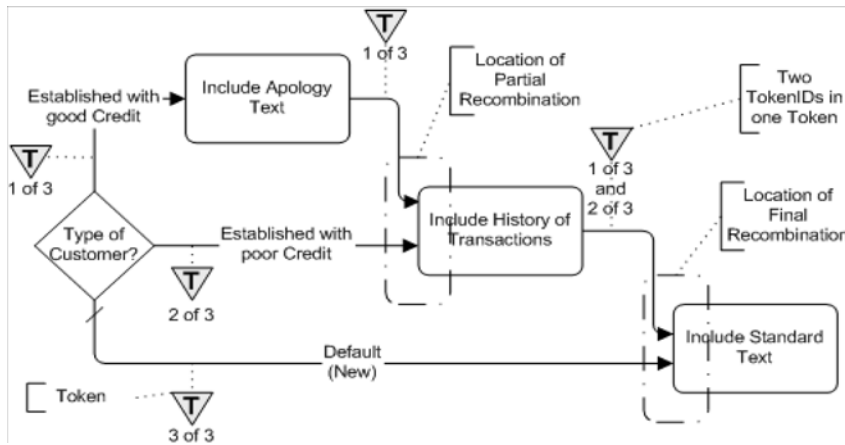 T
1 of 3
Include Apology
Text
Location of
Partial
Recombination
Two
TokenIDs in
one Token
Established with
good Credit
T
1 of 3
T
1 of 3
and
2 of 3
Location of
Final
Recombination
Type of
Customer?
Established with
poor Credit
Include History of
Transactions
T
2 of 3
Include Standard
Text
Default
(New)
Token
T
3 of 3